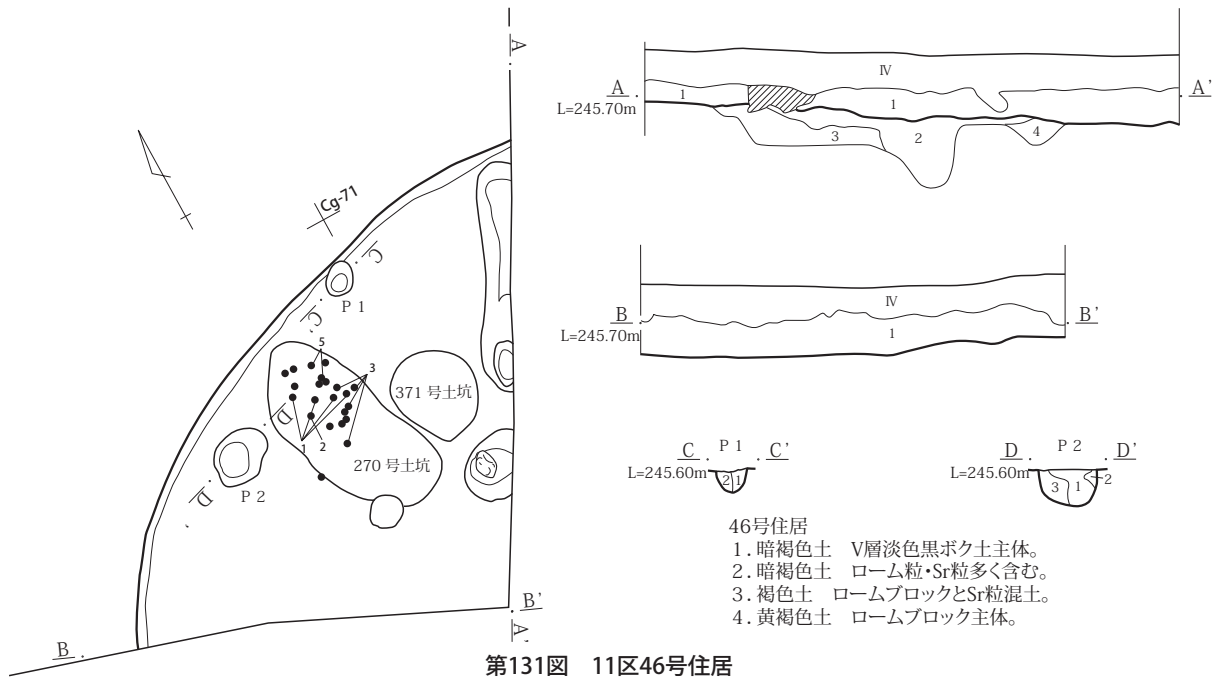 A
Cg-71
C
P 1
C'
5
3
371 号土坑
D
1
2
270 号土坑
P 2
D'
B'
A'
B
Ⅳ
A
A'
L=245.70m
1
1
3
2
4
Ⅳ
B
B'
L=245.70m
1
C P 1 C'
L=245.60m
2 1
D P 2 D'
L=245.60m
3 1 2
46号住居
1. 暗褐色土 Ⅴ層淡色黒ボク土主体。
2. 暗褐色土 ローム粒・Sr粒多く含む。
3. 褐色土 ロームブロックとSr粒混土。
4. 黄褐色土 ロームブロック主体。
第131図 11区46号住居